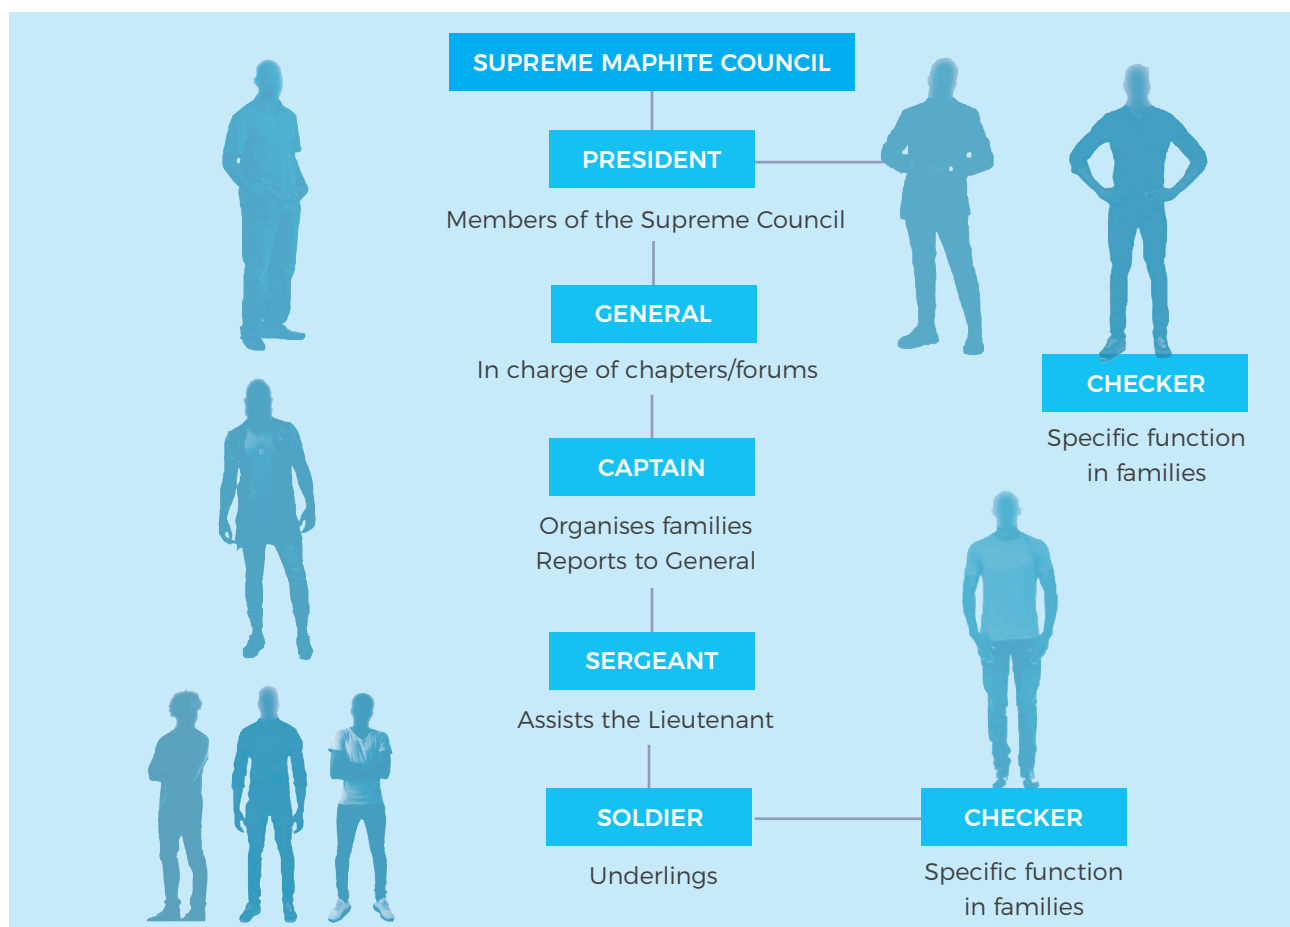 SUPREME MAPHITE COUNCIL
PRESIDENT
Members of the Supreme Council
GENERAL
In charge of chapters/forums
CHECKER
Specific function
in families
CAPTAIN
Organises families
Reports to General
SERGEANT
Assists the Lieutenant
SOLDIER
Underlings
CHECKER
Specific function
in families